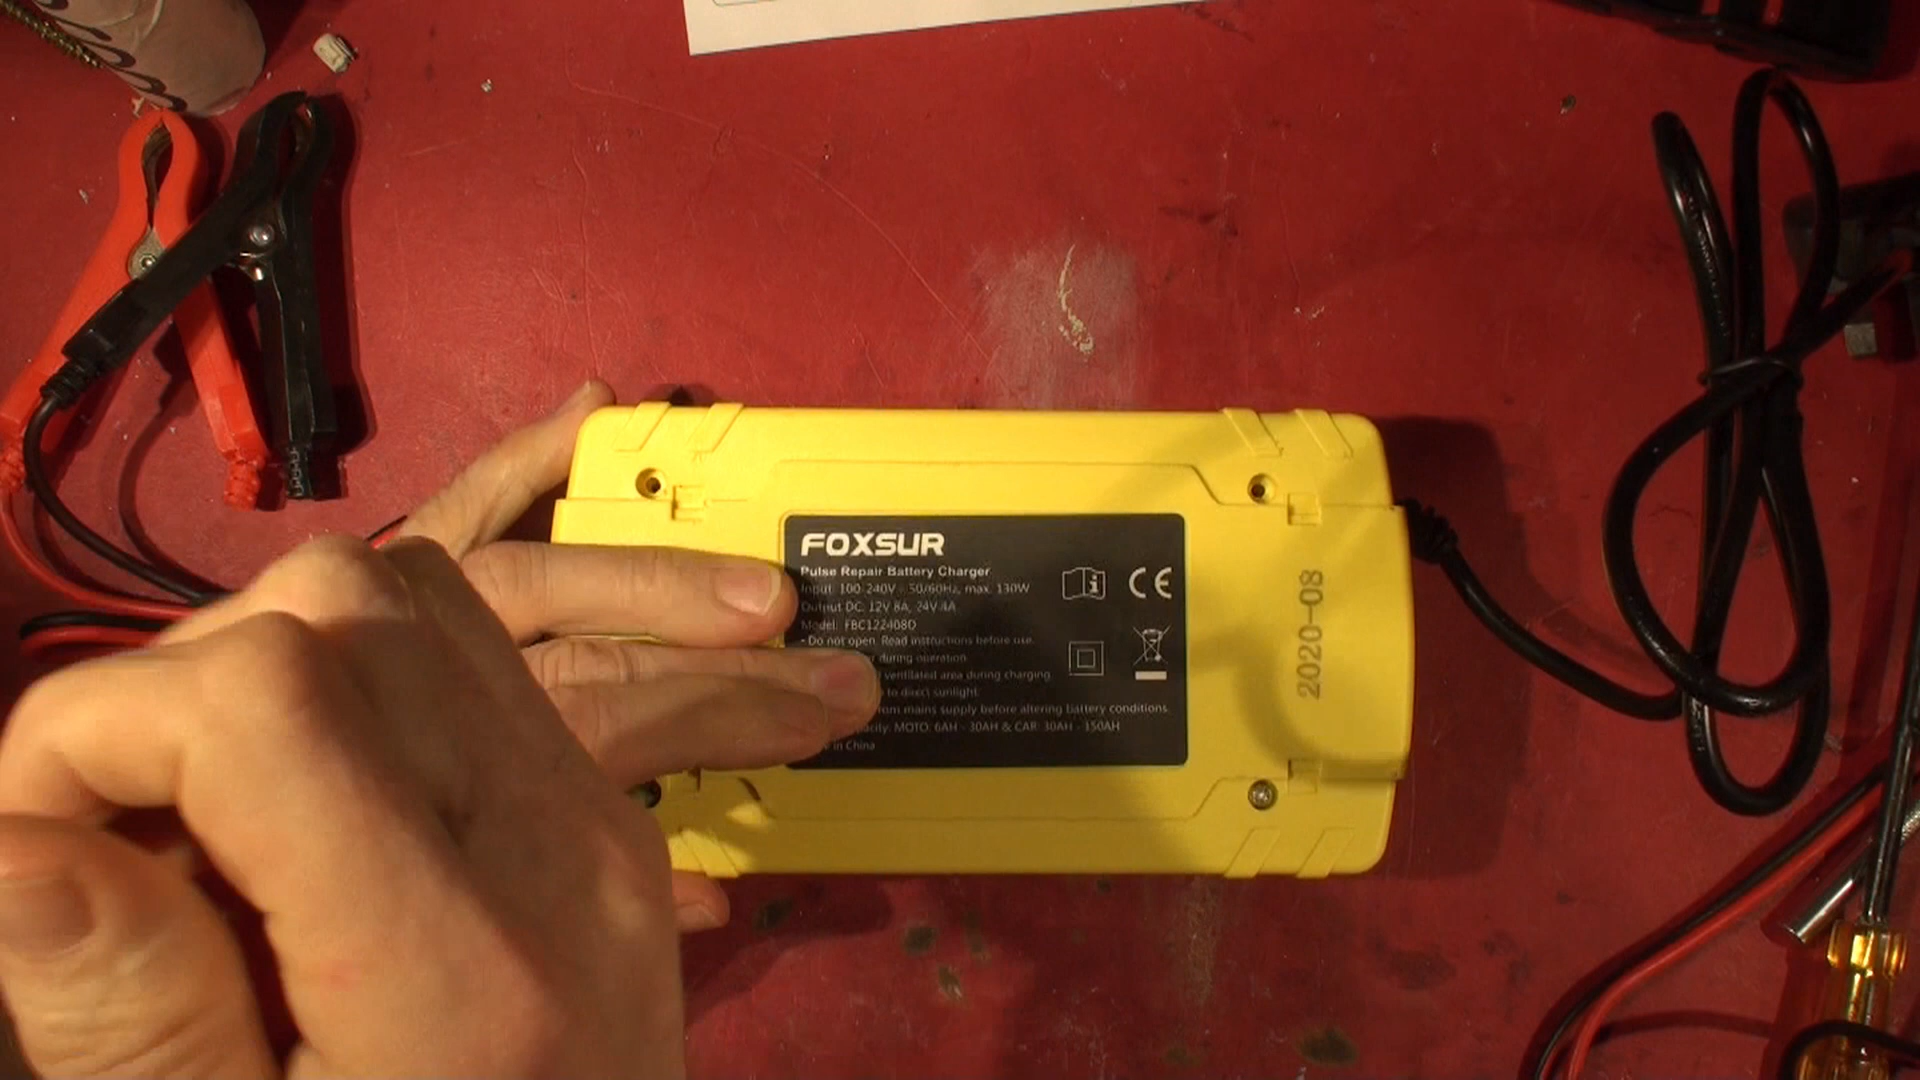 FOXSUR
Pulse Repair Battery Charger
Input: 100-240V~ 50/60Hz, max. 130W
Output DC: 12V 8A, 24V 4A
Model: FBC122408D
- Do not open. Read instructions before use.
during operation.
ventilated area during charging
to direct sunlight.
from mains supply before altering battery conditions.
MOTO: 6AH - 30AH & CAR: 30AH - 150AH
in China
CE
2020-08